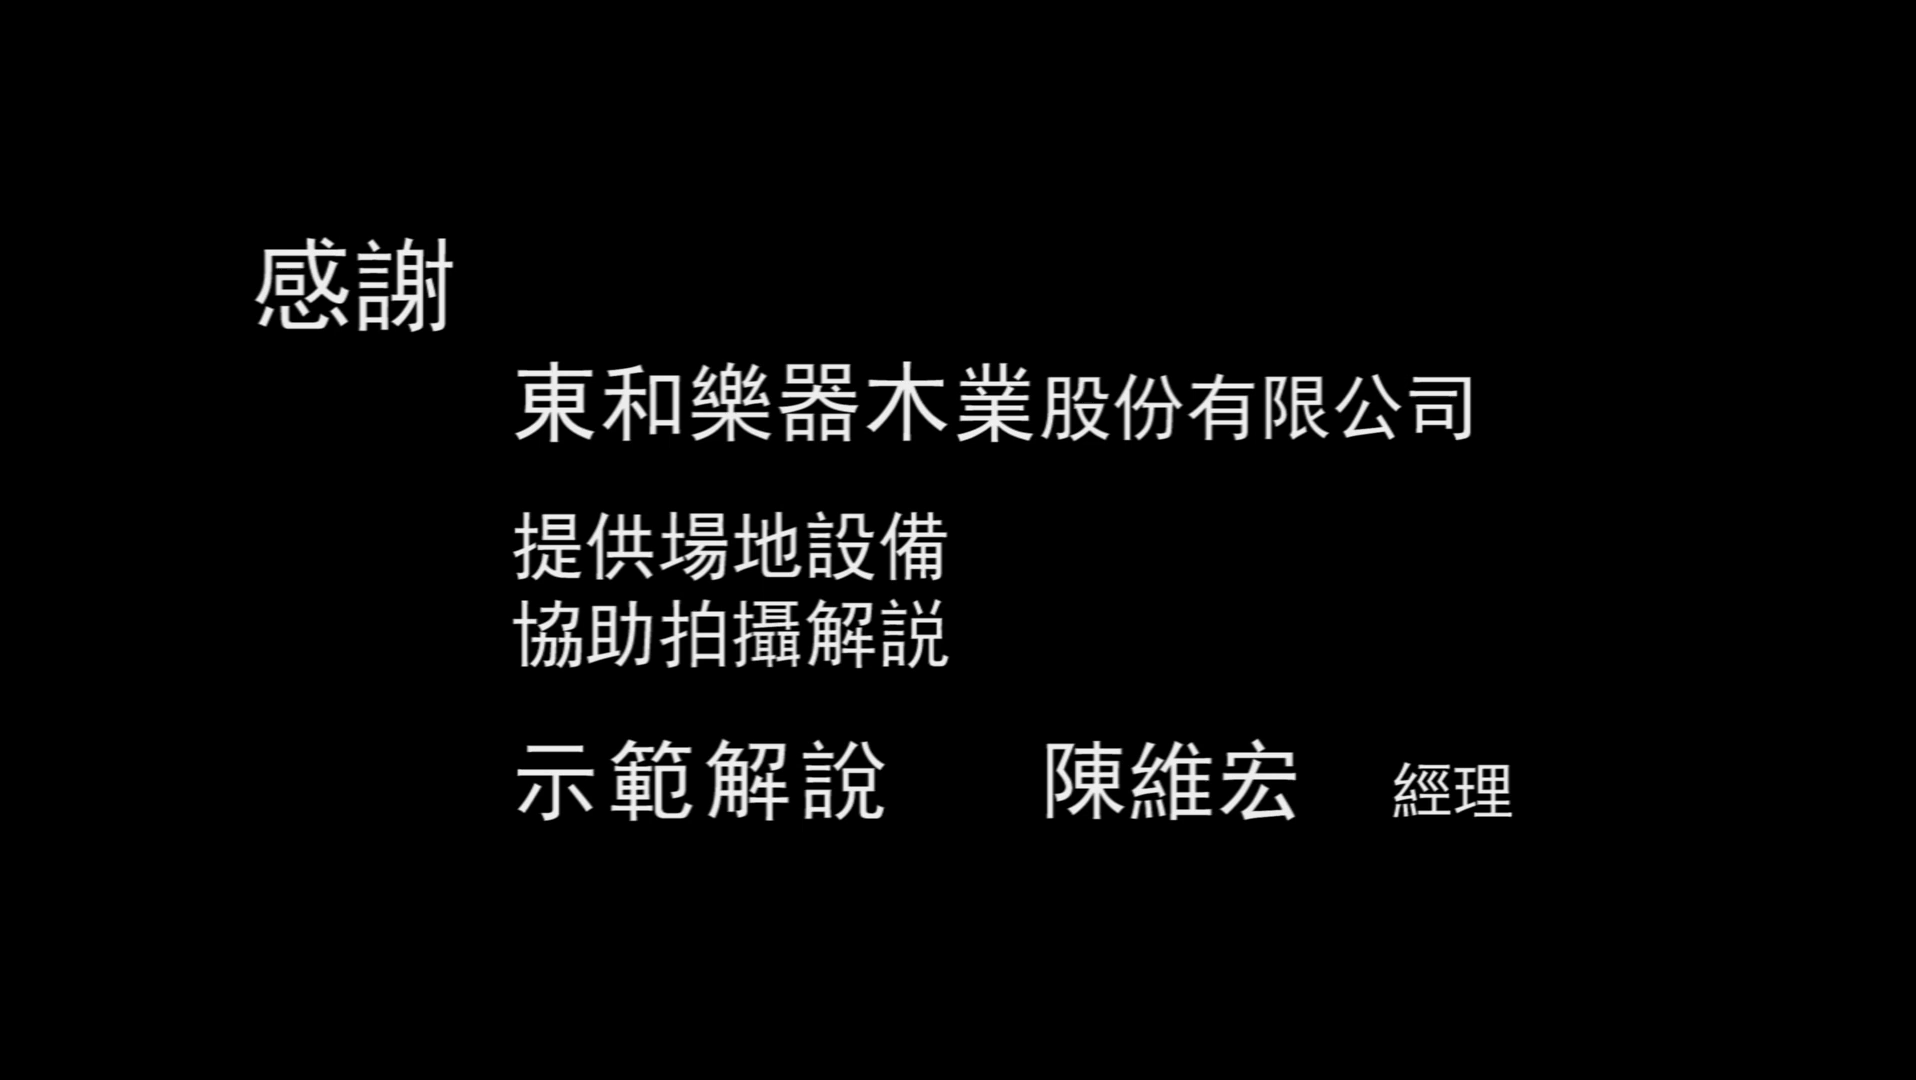 感謝
東和樂器木業股份有限公司
提供場地設備
協助拍攝解説
示範解說 陳維宏 經理